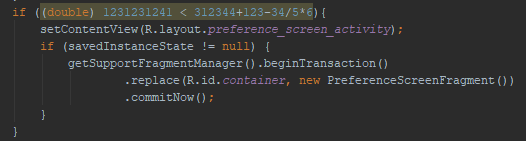 if ((double) 1231231241 < 312344+123-34/5*6){
    setContentView(R.layout.preference_screen_activity);
    if (savedInstanceState != null) {
        getSupportFragmentManager().beginTransaction()
                .replace(R.id.container, new PreferenceScreenFragment())
                .commitNow();
    }
}